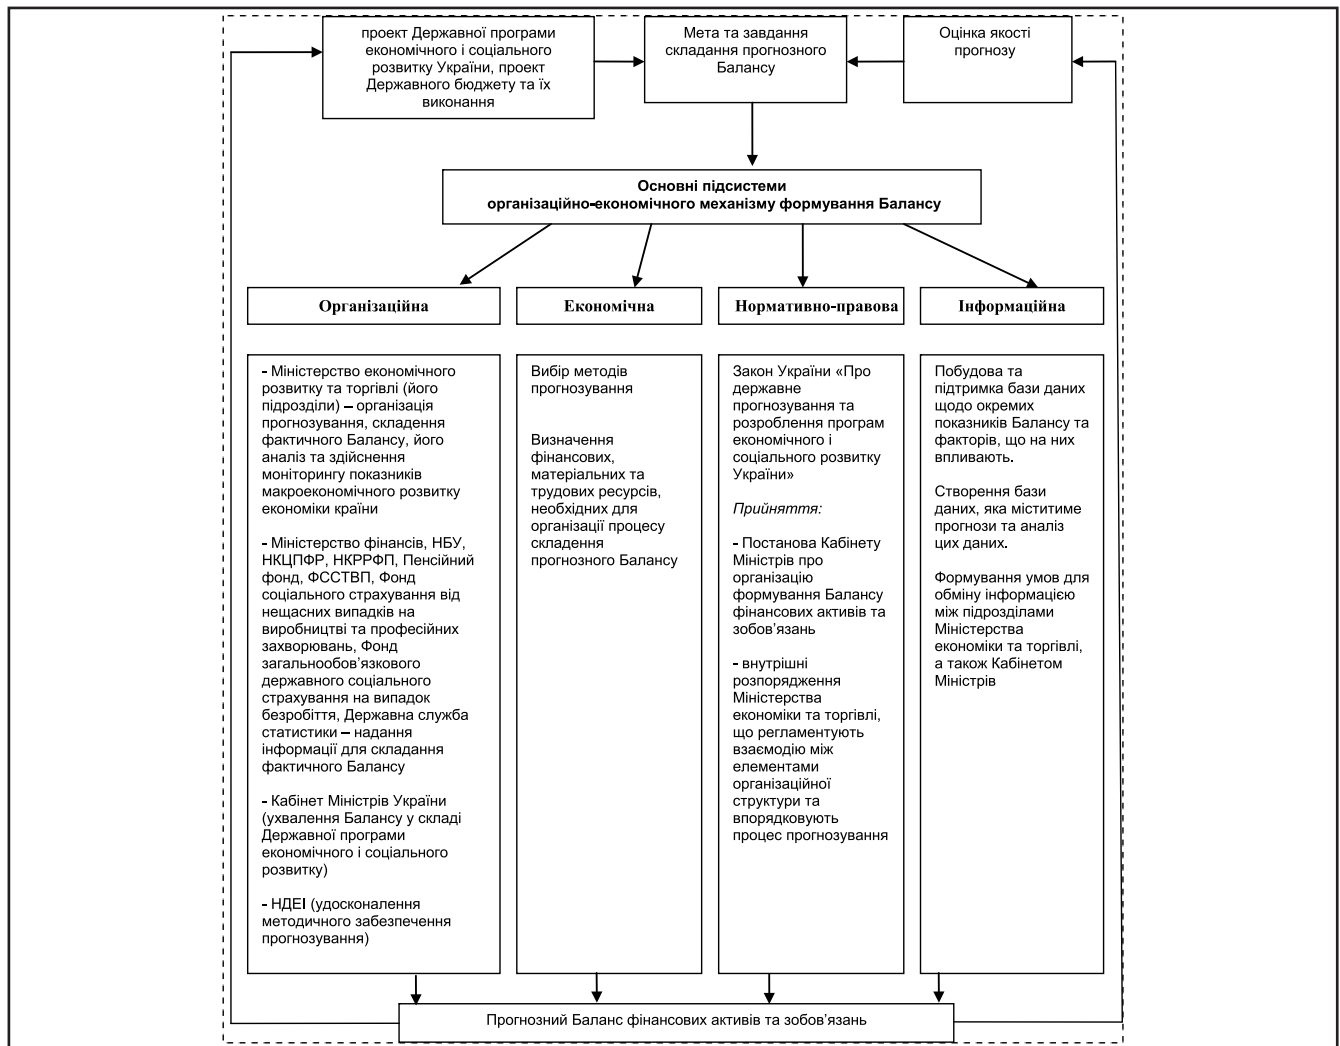 проект Державної програми
економічного і соціального
розвитку України, проект
Державного бюджету та їх
виконання
Мета та завдання
складання прогнозного
Балансу
Оцінка якості
прогнозу
Основні підсистеми
організаційно-економічного механізму формування Балансу
Організаційна
Економічна
Нормативно-правова
Інформаційна
- Міністерство економічного
розвитку та торгівлі (його
підрозділи) – організація
прогнозування, складення
фактичного Балансу, його
аналіз та здійснення
моніторингу показників
макроекономічного розвитку
економіки країни
- Міністерство фінансів, НБУ,
НКЦПФР, НКРРФП, Пенсійний
фонд, ФССТВП, Фонд
соціального страхування від
нещасних випадків на
виробництві та професійних
захворювань, Фонд
загальнообов’язкового
державного соціального
страхування на випадок
безробіття, Державна служба
статистики – надання
інформації для складання
фактичного Балансу
- Кабінет Міністрів України
(ухвалення Балансу у складі
Державної програми
економічного і соціального
розвитку)
- НДЕІ (удосконалення
методичного забезпечення
прогнозування)
Вибір методів
прогнозування
Визначення
фінансових,
матеріальних та
трудових ресурсів,
необхідних для
організації процесу
складення
прогнозного Балансу
Закон України «Про
державне
прогнозування та
розроблення програм
економічного і
соціального розвитку
України»
Прийняття:
- Постанова Кабінету
Міністрів про
організацію
формування Балансу
фінансових активів та
зобов’язань
- внутрішні
розпорядження
Міністерства
економіки та торгівлі,
що регламентують
взаємодію між
елементами
організаційної
структури та
впорядковують
процес прогнозування
Побудова та
підтримка бази даних
щодо окремих
показників Балансу та
факторів, що на них
впливають.
Створення бази
даних, яка міститиме
прогнози та аналіз
цих даних.
Формування умов для
обміну інформацією
між підрозділами
Міністерства
економіки та торгівлі,
а також Кабінетом
Міністрів
Прогнозний Баланс фінансових активів та зобов’язань